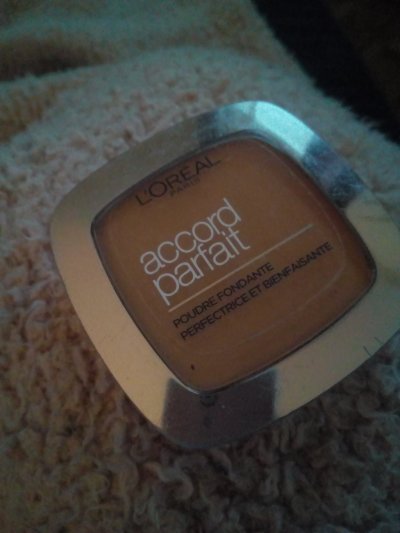 L'ORÉAL
PARIS
accord
parfait
POUDRE FONDANTE
PERFECTRICE ET BIENFAISANTE